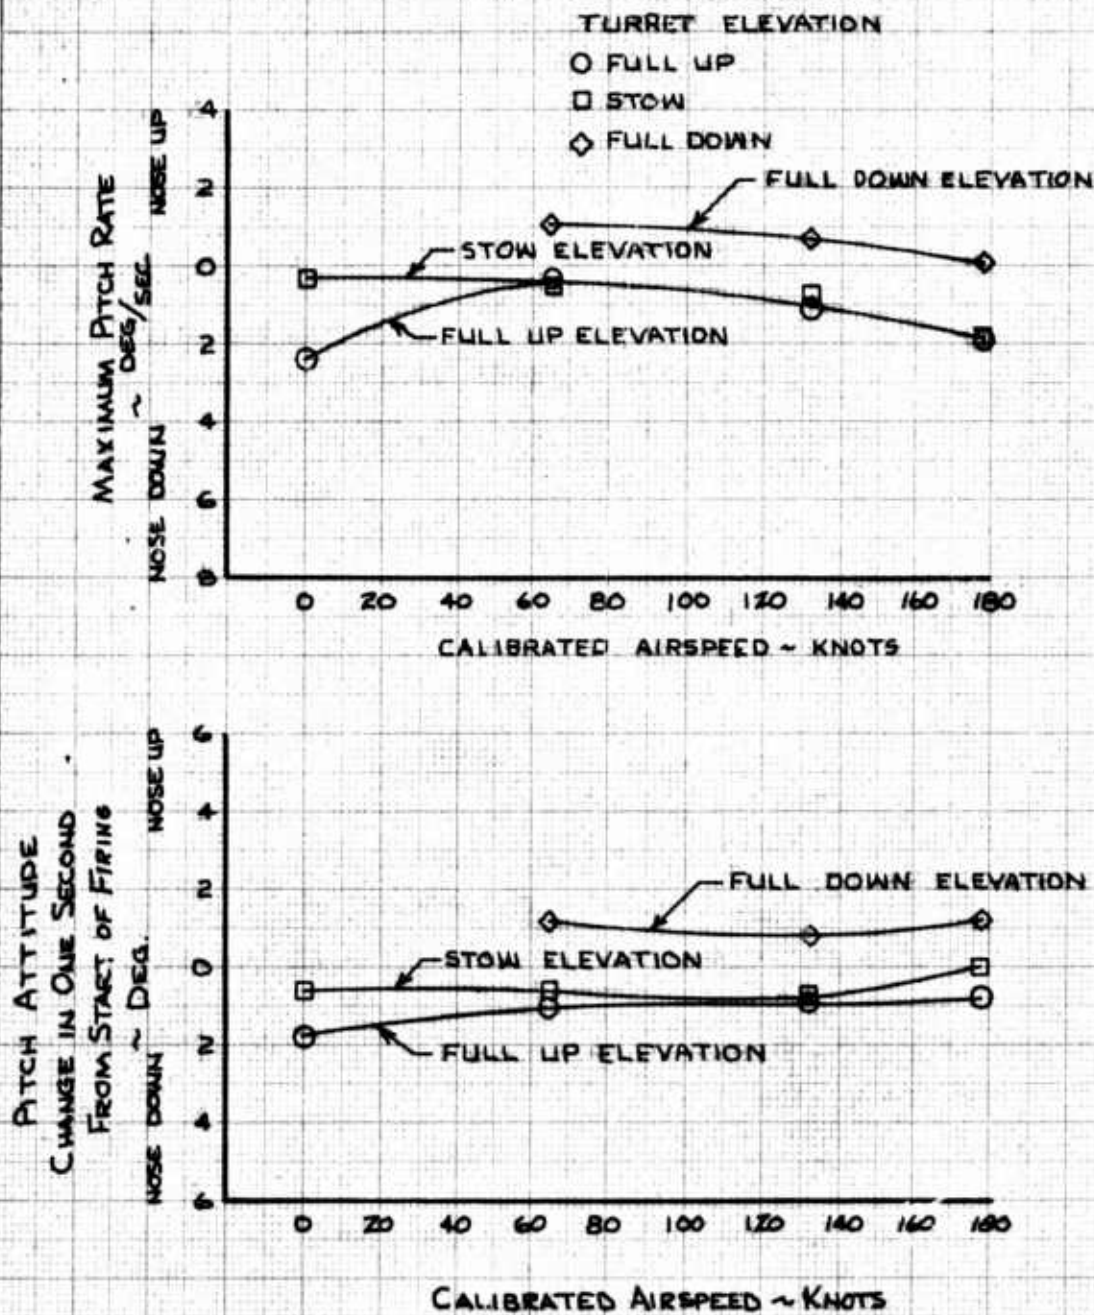 TURRET ELEVATION
○ FULL UP
□ STOW
◇ FULL DOWN
4
2
0
2
4
6
8
MAXIMUM PITCH RATE
~ DEG/SEC.
NOSE UP
NOSE DOWN
FULL DOWN ELEVATION
STOW ELEVATION
FULL UP ELEVATION
0 20 40 60 80 100 120 140 160 180
CALIBRATED AIRSPEED ~ KNOTS
6
4
2
0
2
4
6
PITCH ATTITUDE
CHANGE IN ONE SECOND
FROM START OF FIRING
~ DEG.
NOSE UP
NOSE DOWN
FULL DOWN ELEVATION
STOW ELEVATION
FULL UP ELEVATION
0 20 40 60 80 100 120 140 160 180
CALIBRATED AIRSPEED ~ KNOTS